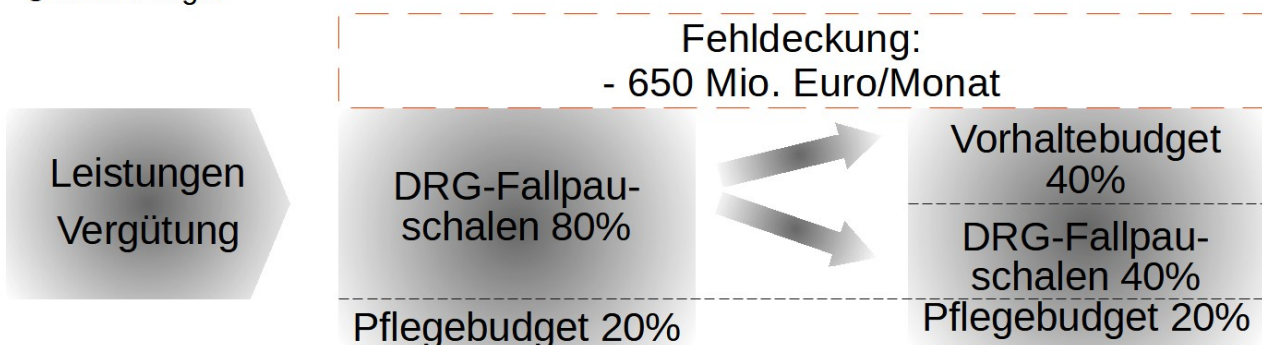 Fehldeckung:
- 650 Mio. Euro/Monat
Leistungen
Vergütung
DRG-Fallpau-
schalen 80%
Pflegebudget 20%
Vorhaltebudget
40%
DRG-Fallpau-
schalen 40%
Pflegebudget 20%